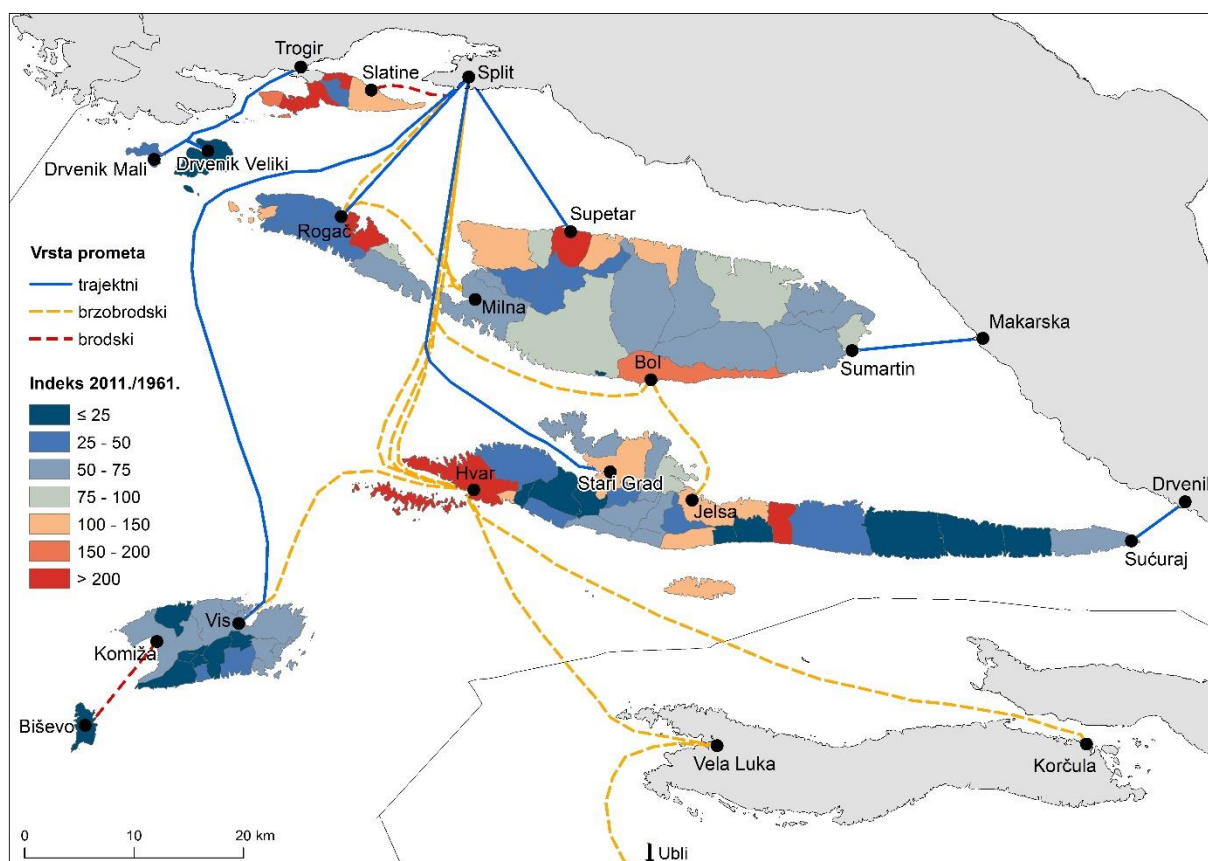 Trogir
Slatine
Split
Drvenik Mali
Drvenik Veliki
Rogač
Supetar
Milna
Makarska
Sumartin
Bol
Hvar
Stari Grad
Jelsa
Drvenik
Sućuraj
Vis
Komiža
Biševo
Vela Luka
Korčula
Ubli
Vrsta prometa
trajektni
brzobrodski
brodski
Indeks 2011./1961.
≤ 25
25 - 50
50 - 75
75 - 100
100 - 150
150 - 200
> 200
0 10 20 km